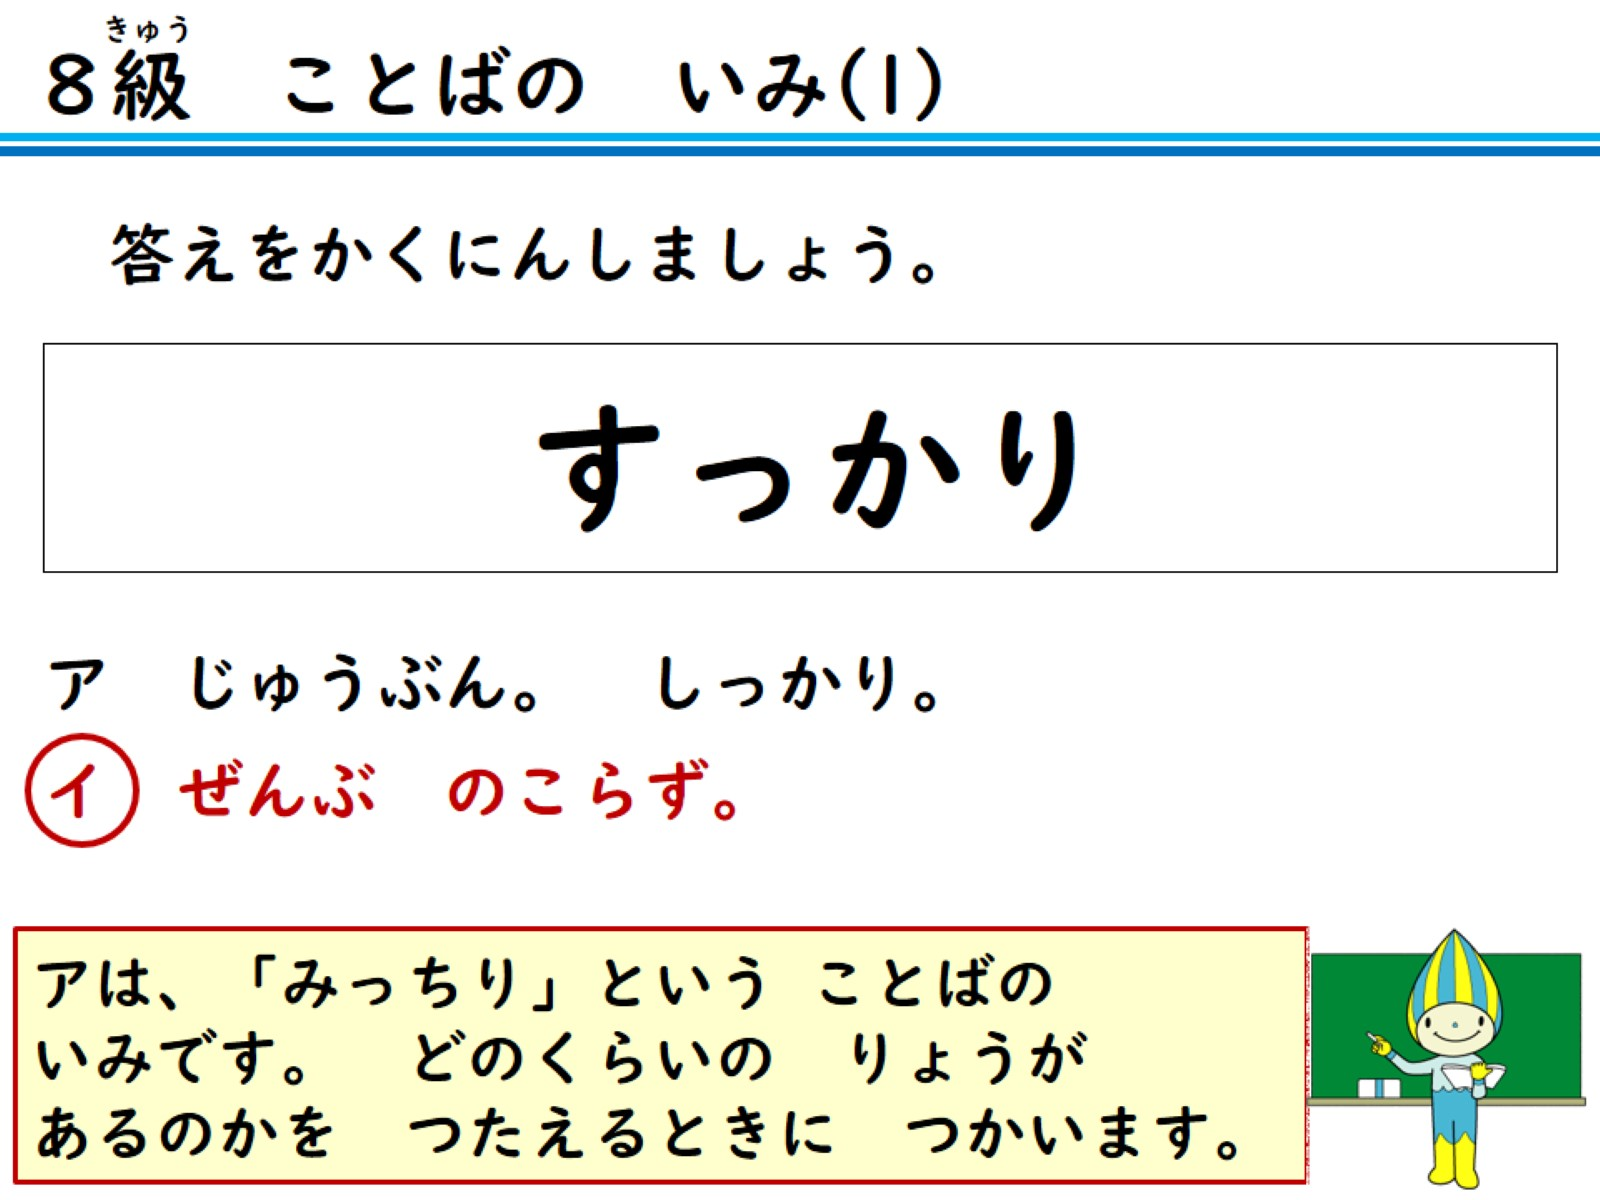 きゅう
8級　ことばの　いみ(1)
答えをかくにんしましょう。
すっかり
ア　じゅうぶん。　しっかり。
イ　ぜんぶ　のこらず。
アは、「みっちり」という　ことばの
いみです。　どのくらいの　りょうが
あるのかを　つたえるときに　つかいます。